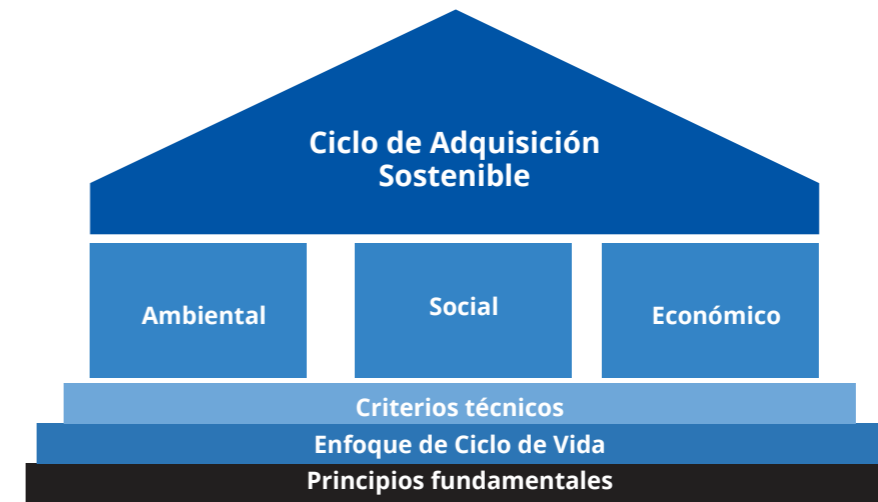 Ciclo de Adquisición
Sostenible
Ambiental
Social
Económico
Criterios técnicos
Enfoque de Ciclo de Vida
Principios fundamentales